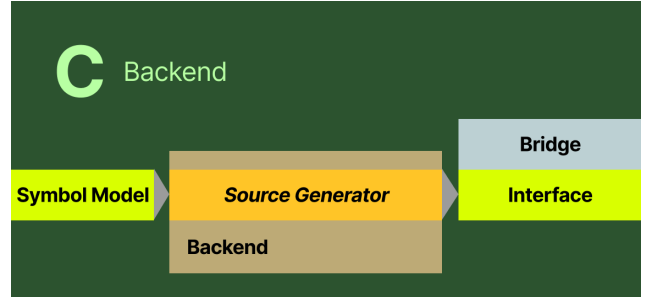 C Backend
Bridge
Symbol Model
Source Generator
Interface
Backend